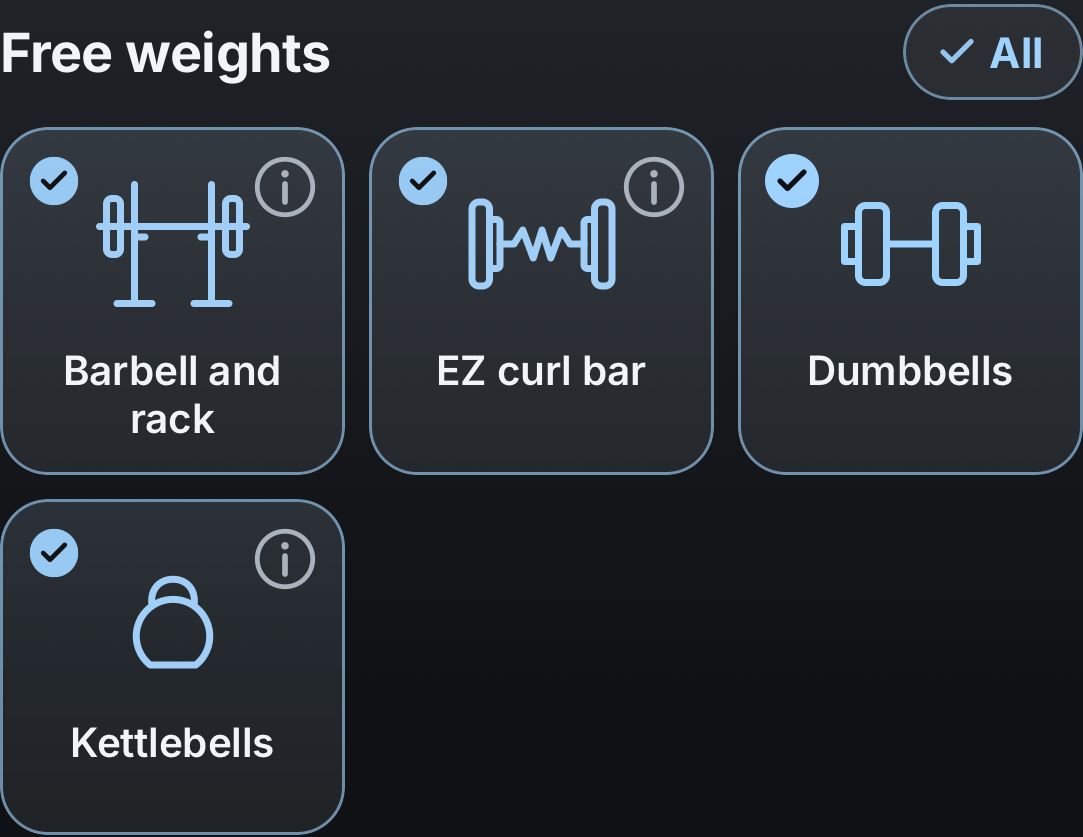 Free weights
All
Barbell and
rack
EZ curl bar
Dumbbells
Kettlebells